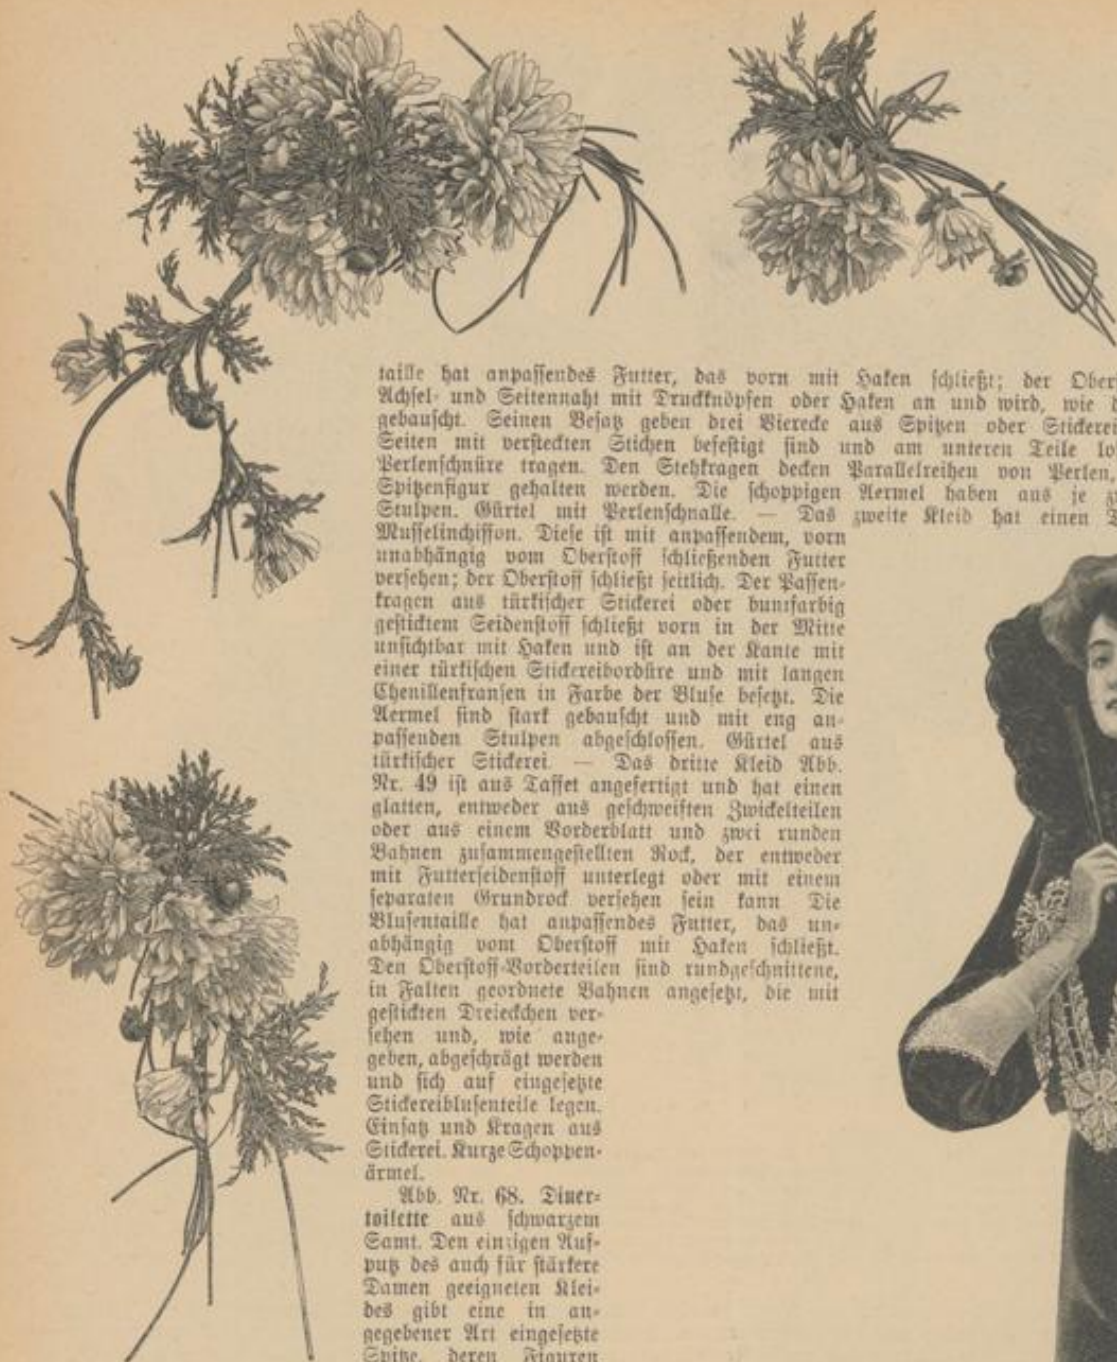 taille hat anpassendes Futter, das vorn mit Haken schließt; der Ober
Achsel- und Seitennaht mit Druckknöpfen oder Haken an und wird, wie
gebauscht. Seinen Besatz geben drei Vierecke aus Spitzen oder Stickerei
Seiten mit versteckten Stichen befestigt sind und am unteren Teile lo
Perlenschnüre tragen. Den Stehkragen decken Parallelreihen von Perlen,
Spitzenfigur gehalten werden. Die schoppigen Aermel haben aus je z
Stulpen. Gürtel mit Perlenschnalle. — Das zweite Kleid hat einen
Musselinchiffon. Diese ist mit anpassendem, vorn
unabhängig vom Oberstoff schließenden Futter
versehen; der Oberstoff schließt seitlich. Der Passen-
kragen aus türkischer Stickerei oder buntfarbig
gesticktem Seidenstoff schließt vorn in der Mitte
unsichtbar mit Haken und ist an der Kante mit
einer türkischen Stickereibordüre und mit langen
Chenillenfransen in Farbe der Bluse besetzt. Die
Aermel sind stark gebauscht und mit eng an-
passenden Stulpen abgeschlossen. Gürtel aus
türkischer Stickerei. — Das dritte Kleid Abb.
Nr. 49 ist aus Taffet angefertigt und hat einen
glatten, entweder aus geschweiften Zwickelteilen
oder aus einem Vorderblatt und zwei runden
Bahnen zusammengestellten Rock, der entweder
mit Futterseidenstoff unterlegt oder mit einem
separaten Grundrock versehen sein kann Die
Blusentaille hat anpassendes Futter, das un-
abhängig vom Oberstoff mit Haken schließt.
Den Oberstoff-Vorderteilen sind rundgeschnittene,
in Falten geordnete Bahnen angesetzt, die mit
gestickten Dreieckchen ver-
sehen und, wie ange-
geben, abgeschrägt werden
und sich auf eingesetzte
Stickereiblusenteile legen.
Einsatz und Kragen aus
Stickerei. Kurze Schoppen-
ärmel.
Abb. Nr. 68. Diner-
toilette aus schwarzem
Samt. Den einzigen Auf-
putz des auch für stärkere
Damen geeigneten Klei-
des gibt eine in an-
gegebener Art eingesetzte
Spitze, deren Figuren